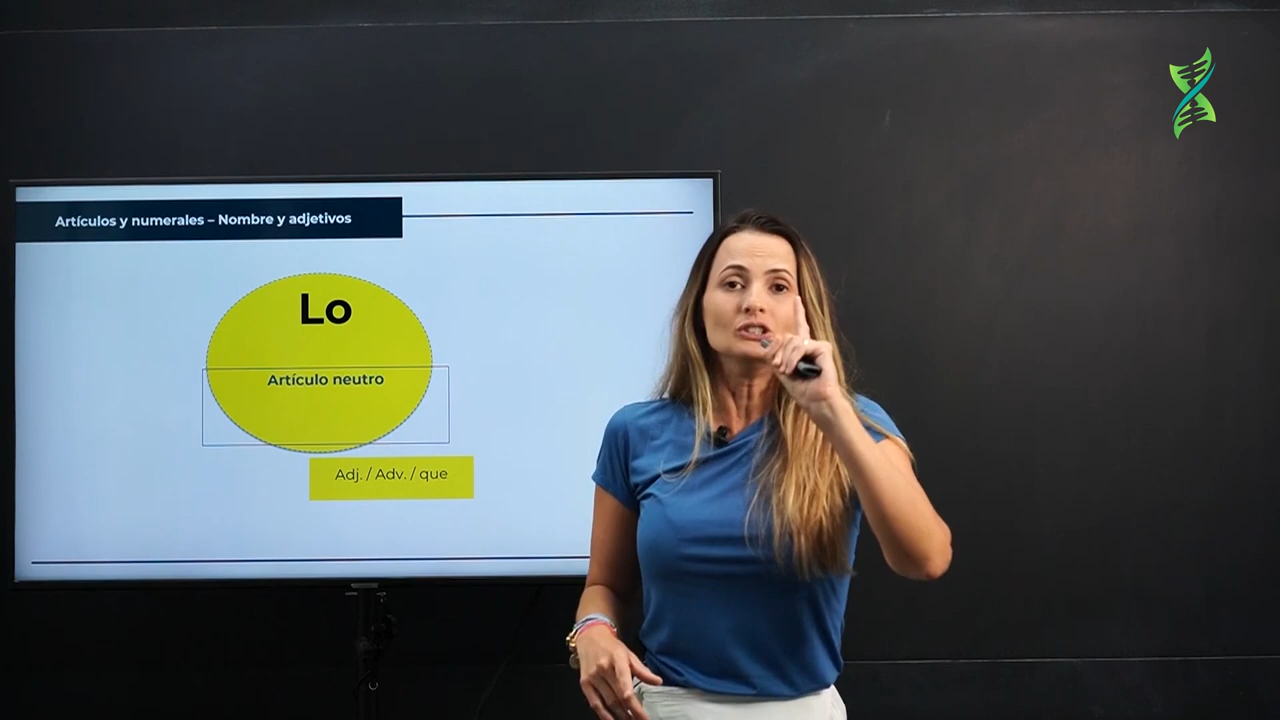 Artículos y numerales – Nombre y adjetivos
Lo
Artículo neutro
Adj. / Adv. / que